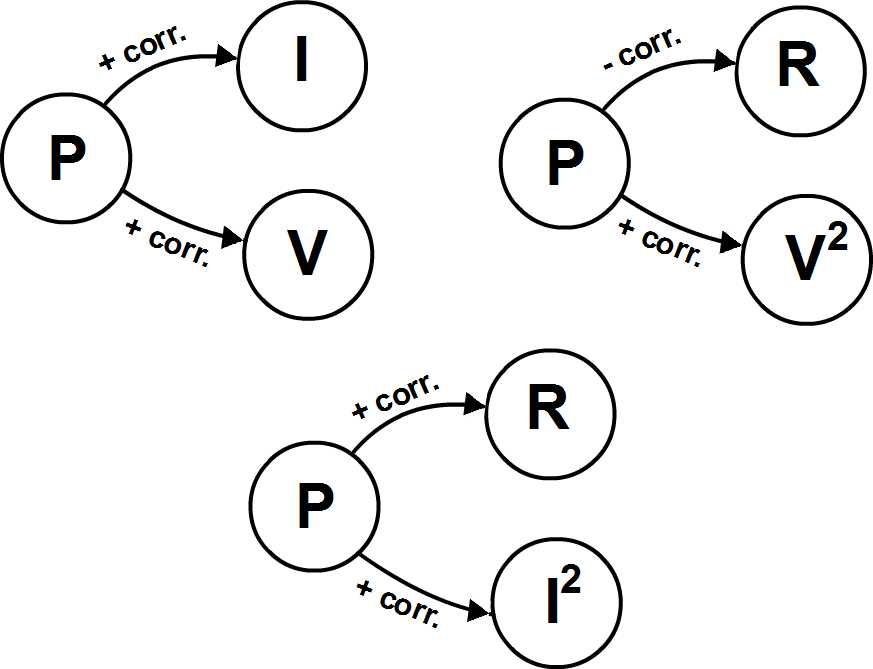 + corr.
I
P
+ corr.
V
- corr.
R
P
+ corr.
V²
+ corr.
R
P
+ corr.
I²